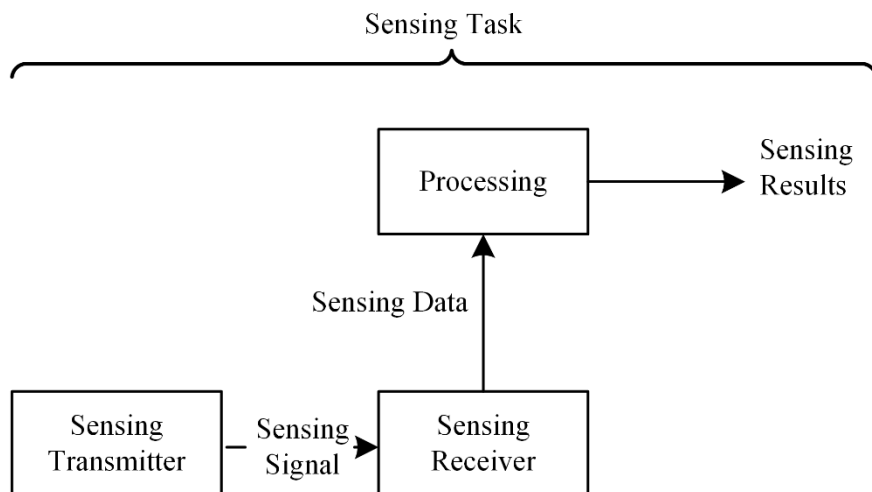 Sensing Task
Processing
Sensing
Results
Sensing Data
Sensing
Transmitter
Sensing
Signal
Sensing
Receiver